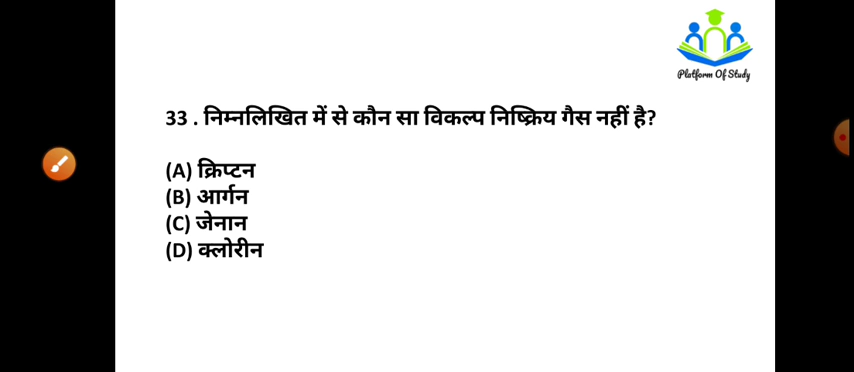 Platform Of Study
33 . निम्नलिखित में से कौन सा विकल्प निष्क्रिय गैस नहीं है?
(A) क्रिप्टन
(B) आर्गन
(C) जेनान
(D) क्लोरीन